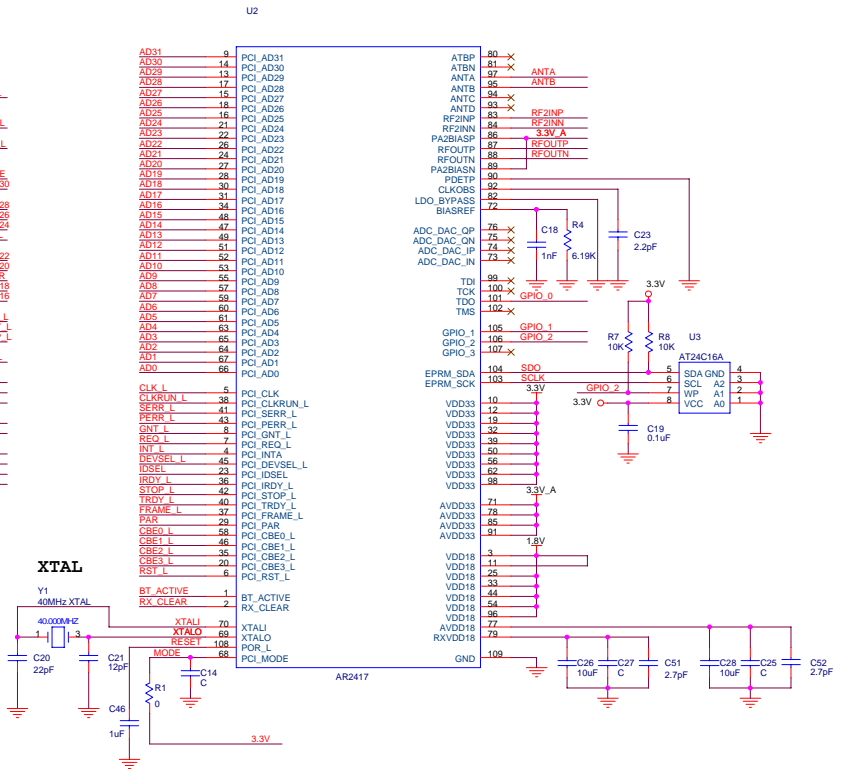 U2
AD31 9 PCI_AD31 ATBP 80
AD30 14 PCI_AD30 ATBN 81
AD29 13 PCI_AD29 ANTA 97 ANTA
AD28 17 PCI_AD28 ANTB 95 ANTB
AD27 15 PCI_AD27 ANTC 94
AD26 18 PCI_AD26 ANTD 93
AD25 16 PCI_AD25 RF2INP 83 RF2INP
AD24 21 PCI_AD24 RF2INN 84 RF2INN
AD23 22 PCI_AD23 PA2BIASP 86 3.3V_A
AD22 26 PCI_AD22 RFOUTP 87 RFOUTP
AD21 24 PCI_AD21 RFOUTN 88 RFOUTN
AD20 27 PCI_AD20 PA2BIASN 89
AD19 28 PCI_AD19 PDETP 90
AD18 30 PCI_AD18 CLKOBS 92
AD17 31 PCI_AD17 LDO_BYPASS 82
AD16 34 PCI_AD16 BIASREF 72
AD15 48 PCI_AD15
AD14 47 PCI_AD14 ADC_DAC_QP 76
AD13 49 PCI_AD13 ADC_DAC_QN 75
AD12 51 PCI_AD12 ADC_DAC_IP 74
AD11 52 PCI_AD11 ADC_DAC_IN 73
AD10 53 PCI_AD10
AD9 55 PCI_AD9 TDI 99
AD8 57 PCI_AD8 TCK 100
AD7 59 PCI_AD7 TDO 101 GPIO_0
AD6 60 PCI_AD6 TMS 102
AD5 61 PCI_AD5
AD4 63 PCI_AD4 GPIO_1 105 GPIO_1
AD3 65 PCI_AD3 GPIO_2 106 GPIO_2
AD2 64 PCI_AD2 GPIO_3 107
AD1 67 PCI_AD1
AD0 66 PCI_AD0 EPRM_SDA 104 SDO
EPRM_SCK 103 SCLK
C18
1nF
R4
6.19K
C23
2.2pF
3.3V
R7
10K
R8
10K
U3
AT24C16A
5 SDA GND 4
6 SCL A2 3
GPIO_2 7 WP A1 2
3.3V 8 VCC A0 1
C19
0.1uF
CLK_L 5 PCI_CLK
CLKRUN_L 38 PCI_CLKRUN_L
SERR_L 41 PCI_SERR_L
PERR_L 43 PCI_PERR_L
GNT_L 8 PCI_GNT_L
REQ_L 7 PCI_REQ_L
INT_L 4 PCI_INTA
DEVSEL_L 45 PCI_DEVSEL_L
IDSEL 23 PCI_IDSEL
IRDY_L 36 PCI_IRDY_L
STOP_L 42 PCI_STOP_L
TRDY_L 40 PCI_TRDY_L
FRAME_L 37 PCI_FRAME_L
PAR 29 PCI_PAR
CBE0_L 58 PCI_CBE0_L
CBE1_L 46 PCI_CBE1_L
CBE2_L 35 PCI_CBE2_L
CBE3_L 20 PCI_CBE3_L
RST_L 6 PCI_RST_L
BT_ACTIVE 1 BT_ACTIVE
RX_CLEAR 2 RX_CLEAR
XTALI 70 XTALI
XTALO 69 XTALO
RESET 108 POR_L
MODE 68 PCI_MODE
3.3V
VDD33 10
VDD33 12
VDD33 19
VDD33 32
VDD33 39
VDD33 50
VDD33 56
VDD33 62
VDD33 98
3.3V_A
AVDD33 71
AVDD33 78
AVDD33 85
AVDD33 91
1.8V
VDD18 3
VDD18 11
VDD18 25
VDD18 33
VDD18 44
VDD18 54
VDD18 96
AVDD18 77
RXVDD18 79
GND 109
AR2417
XTAL
Y1
40MHz XTAL
40.000MHZ
1 3
C20
22pF
C21
12pF
C14
C
R1
0
C46
1uF
3.3V
C26
10uF
C27
C
C51
2.7pF
C28
10uF
C25
C
C52
2.7pF